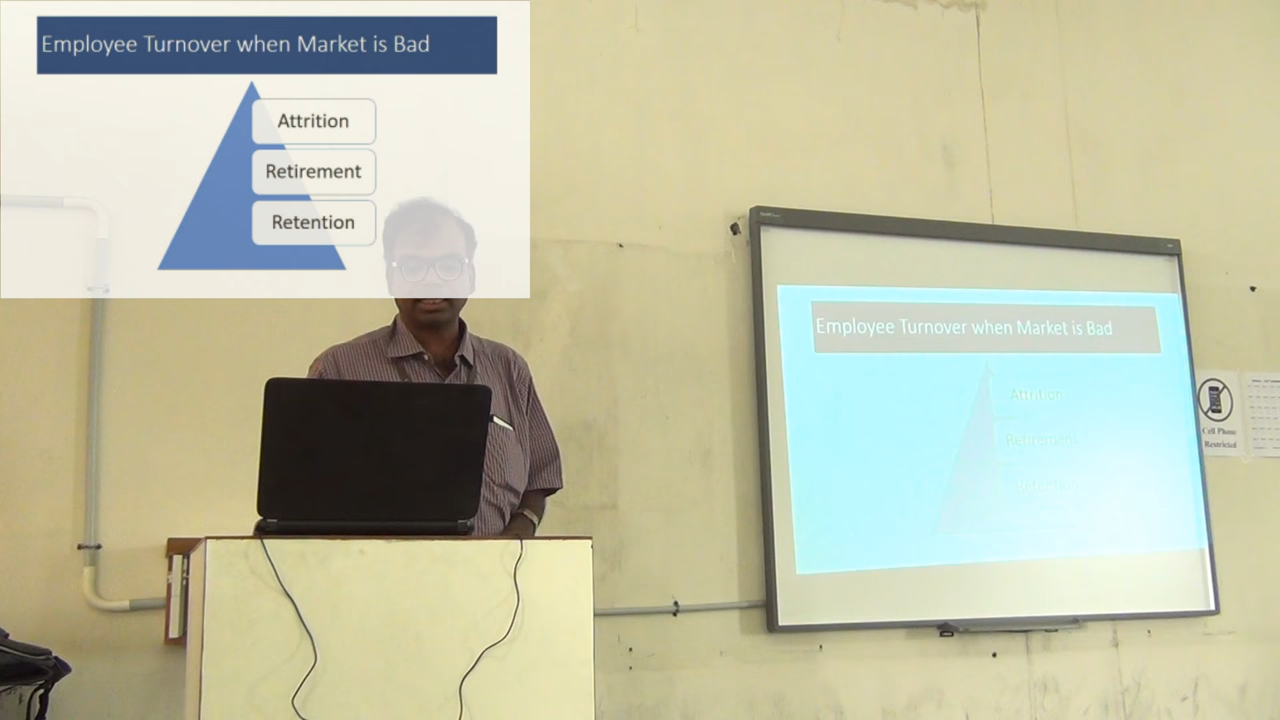 Employee Turnover when Market is Bad
Attrition
Retirement
Retention
Employee Turnover when Market is Bad
Attrition
Retirement
Retention
Cell Phone
Restricted